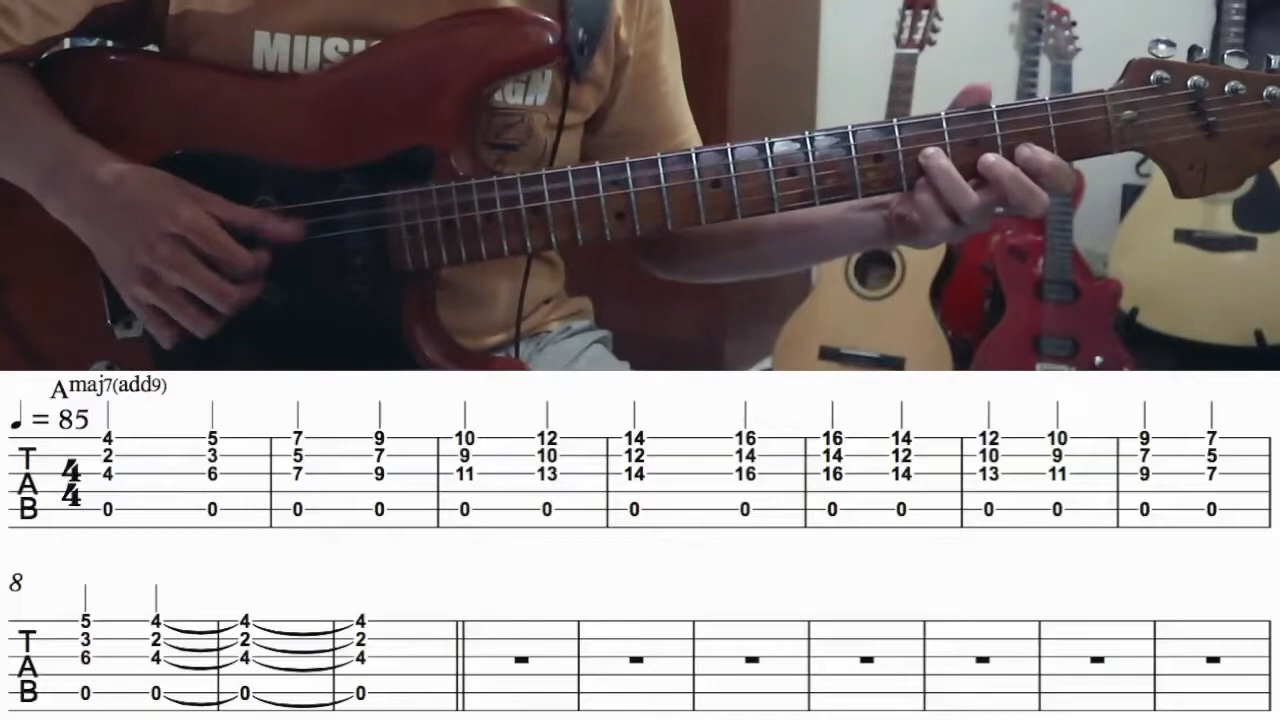 MUSI
IGN
Amaj7(add9)
♩ = 85
4 5 7 9 10 12 14 16 16 14 12 10 9 7
T 2 3 5 7 9 10 12 14 14 12 10 9 7 5
A 4 4 6 7 9 11 13 14 16 16 14 13 11 9 7
4
B 0 0 0 0 0 0 0 0 0 0 0 0 0 0
8
5 4 4 4
T 3 2 2 2
A 6 4 4 4
B 0 0 0 0